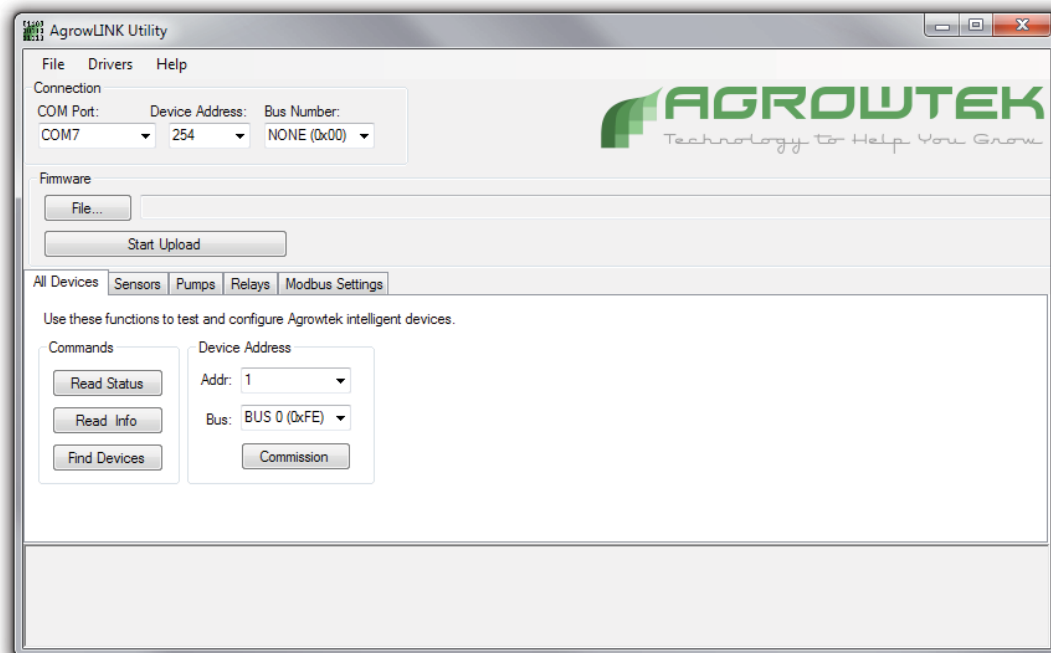 AgrowLINK Utility
File Drivers Help
Connection
COM Port: Device Address: Bus Number:
COM7 254 NONE (0x00)
AGROWTEK
Technology to Help You Grow
Firmware
File...
Start Upload
All Devices Sensors Pumps Relays Modbus Settings
Use these functions to test and configure Agrowtek intelligent devices.
Commands Device Address
Read Status Addr: 1
Read Info Bus: BUS 0 (0xFE)
Find Devices Commission